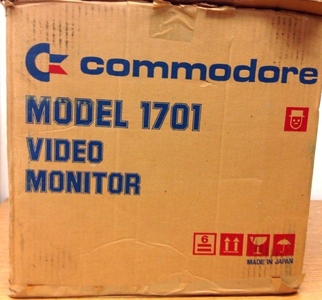 commodore
MODEL 1701
VIDEO
MONITOR
6
MADE IN JAPAN